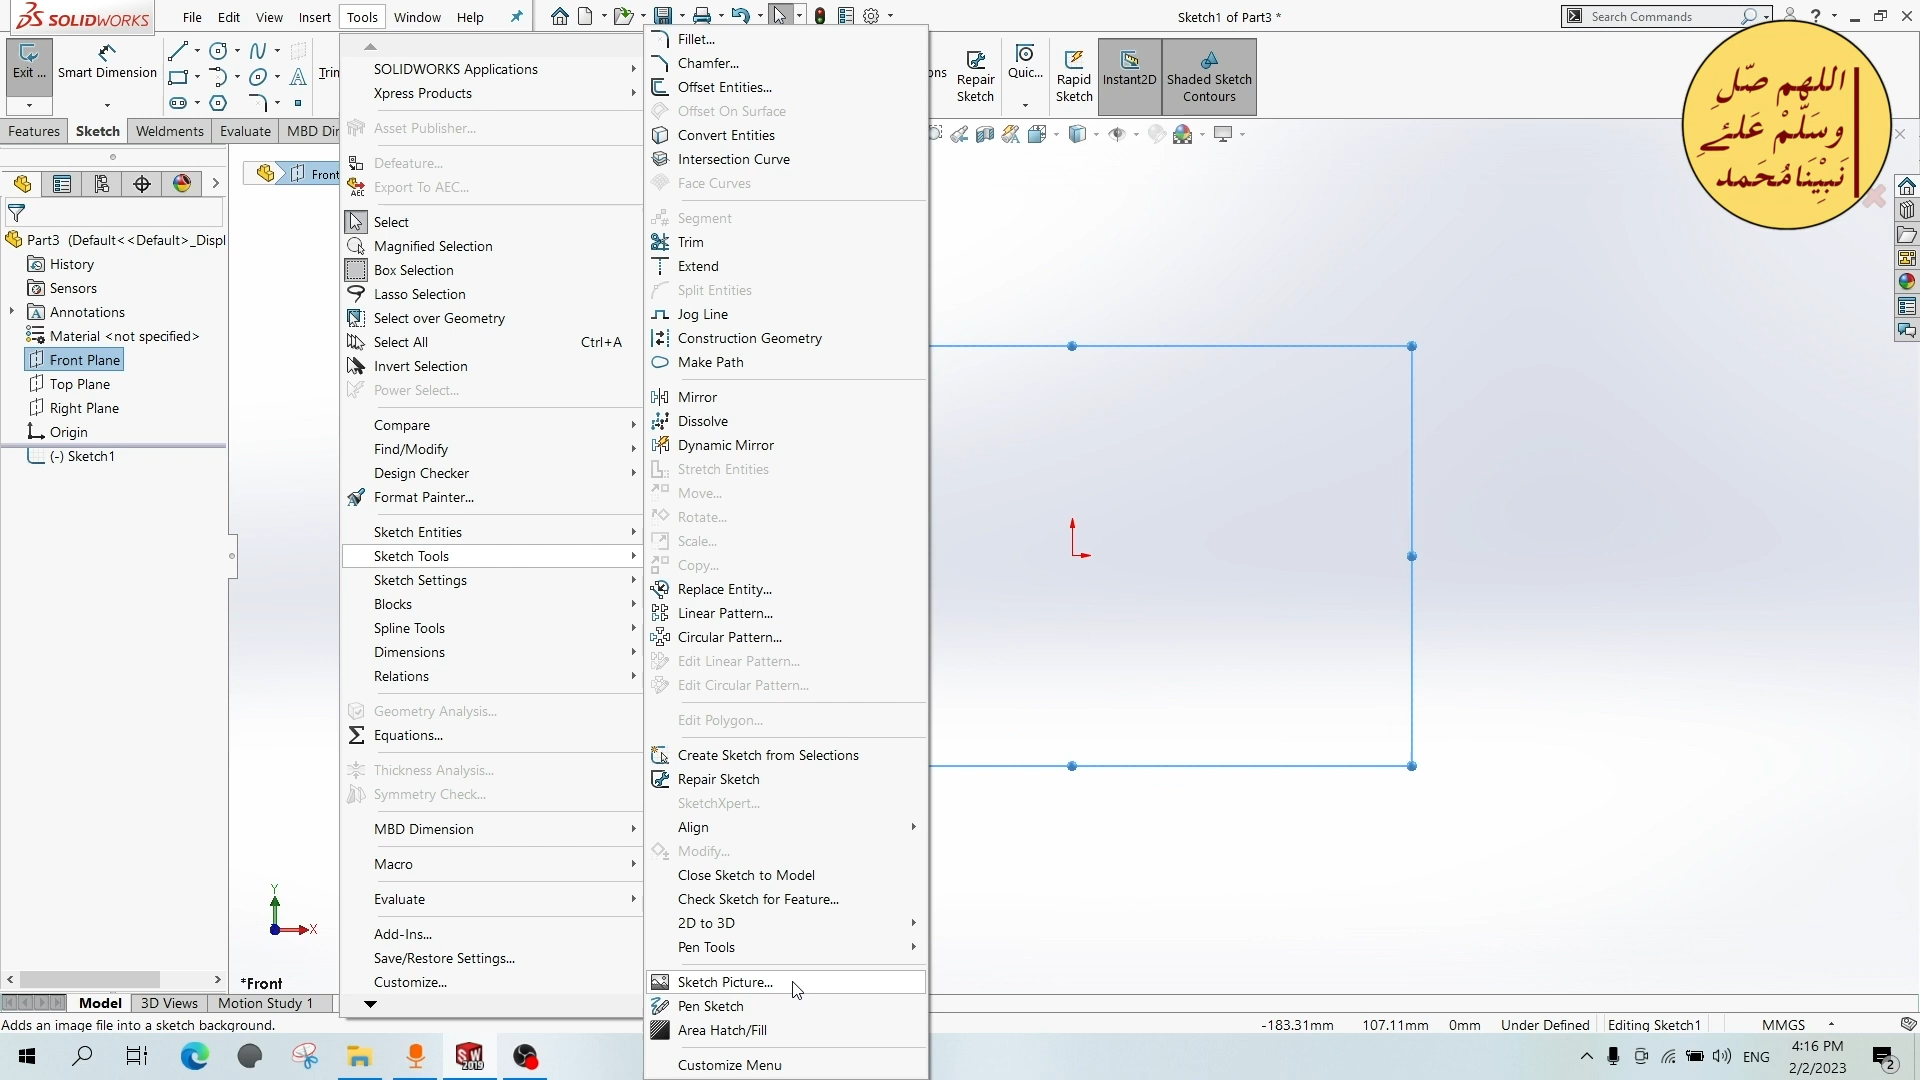 SOLIDWORKS
File Edit View Insert Tools Window Help
Sketch1 of Part3 *
Search Commands
Exit ...
Smart Dimension
Trin
ons
Repair Sketch
Quic...
Rapid Sketch
Instant2D
Shaded Sketch Contours
Features Sketch Weldments Evaluate MBD Dir
Front
Part3 (Default<<Default>_Displ
History
Sensors
Annotations
Material <not specified>
Front Plane
Top Plane
Right Plane
Origin
(-) Sketch1
SOLIDWORKS Applications
Xpress Products
Asset Publisher...
Defeature...
Export To AEC...
Select
Magnified Selection
Box Selection
Lasso Selection
Select over Geometry
Select All Ctrl+A
Invert Selection
Power Select...
Compare
Find/Modify
Design Checker
Format Painter...
Sketch Entities
Sketch Tools
Sketch Settings
Blocks
Spline Tools
Dimensions
Relations
Geometry Analysis...
Equations...
Thickness Analysis...
Symmetry Check...
MBD Dimension
Macro
Evaluate
Add-Ins...
Save/Restore Settings...
Customize...
Fillet...
Chamfer...
Offset Entities...
Offset On Surface
Convert Entities
Intersection Curve
Face Curves
Segment
Trim
Extend
Split Entities
Jog Line
Construction Geometry
Make Path
Mirror
Dissolve
Dynamic Mirror
Stretch Entities
Move...
Rotate...
Scale...
Copy...
Replace Entity...
Linear Pattern...
Circular Pattern...
Edit Linear Pattern...
Edit Circular Pattern...
Edit Polygon...
Create Sketch from Selections
Repair Sketch
SketchXpert...
Align
Modify...
Close Sketch to Model
Check Sketch for Feature...
2D to 3D
Pen Tools
Sketch Picture...
Pen Sketch
Area Hatch/Fill
Customize Menu
اللهم صّلِ
وسَلّمْ عَلىٰ
نَبيْنَا مُحَمد
Y
X
*Front
Model 3D Views Motion Study 1
Adds an image file into a sketch background.
-183.31mm 107.11mm 0mm Under Defined Editing Sketch1 MMGS
SW 2019
ENG
4:16 PM
2/2/2023
2